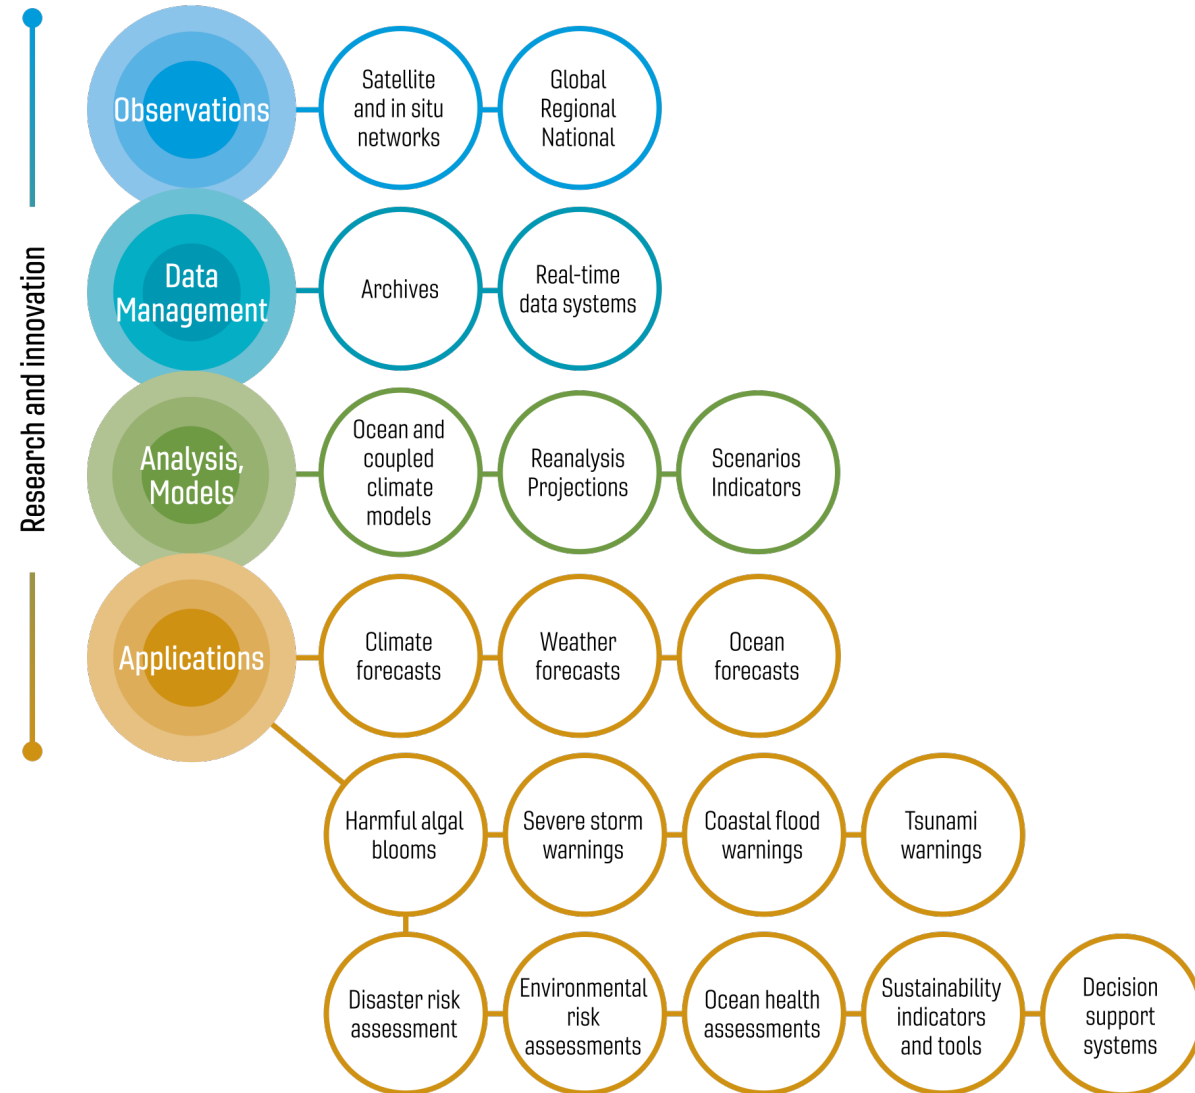 Research and innovation
Observations
Satellite
and in situ
networks
Global
Regional
National
Data
Management
Archives
Real-time
data systems
Analysis,
Models
Ocean and
coupled
climate
models
Reanalysis
Projections
Scenarios
Indicators
Applications
Climate
forecasts
Weather
forecasts
Ocean
forecasts
Harmful algal
blooms
Severe storm
warnings
Coastal flood
warnings
Tsunami
warnings
Disaster risk
assessment
Environmental
risk
assessments
Ocean health
assessments
Sustainability
indicators
and tools
Decision
support
systems